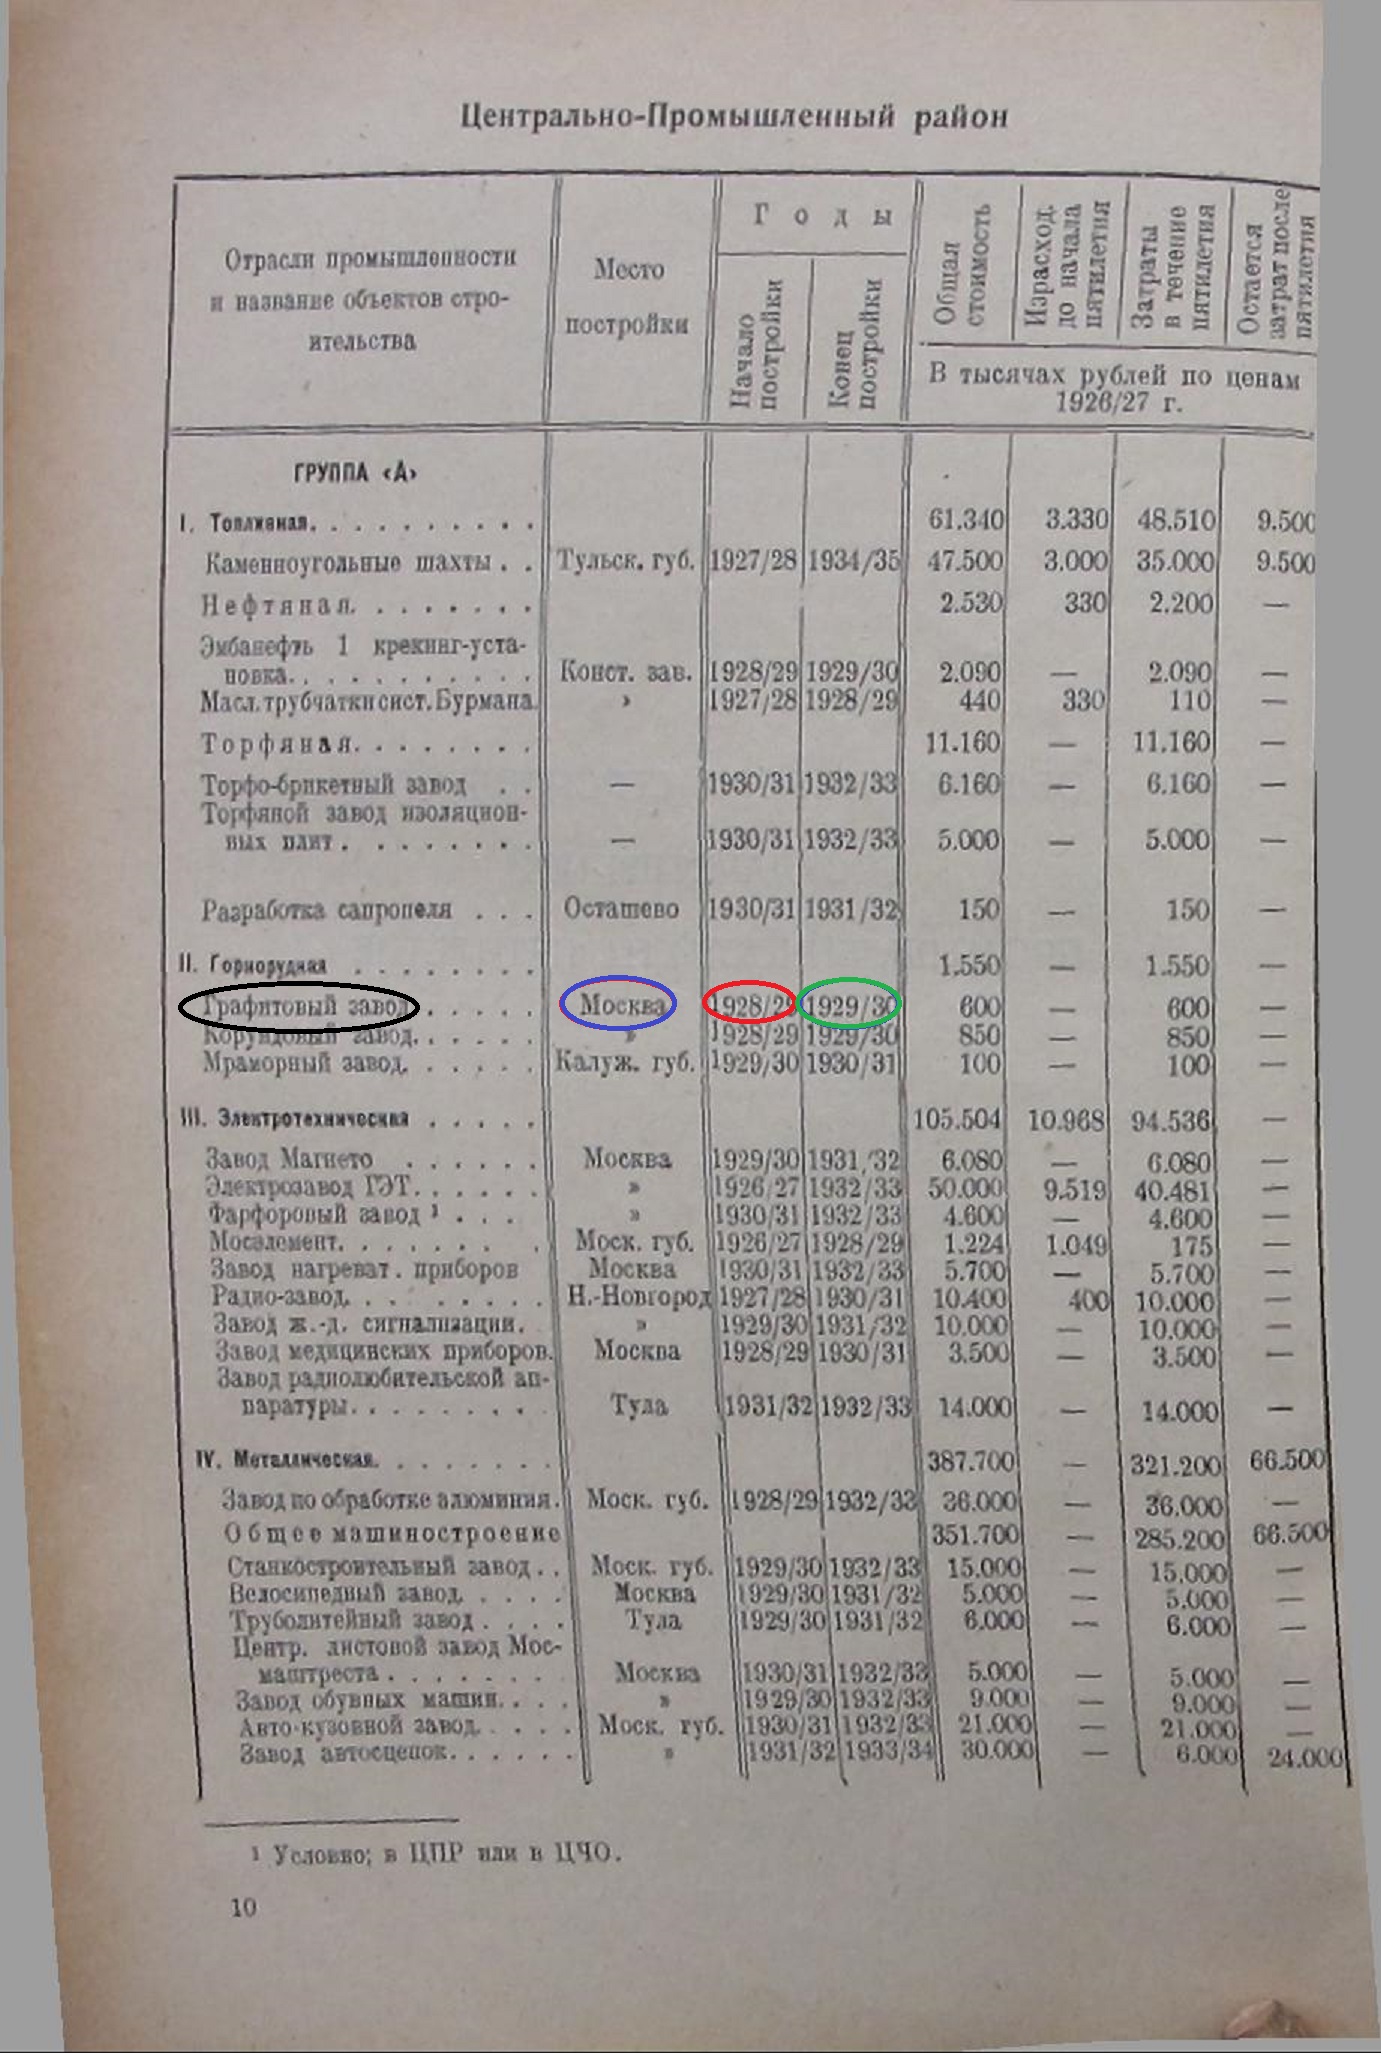 Центрально-Промышленный район
Отрасли промышленности
и название объектов стро-
ительства
Место
постройки
Годы
Начало
постройки
Конец
постройки
Общая
стоимость
Израсход.
до начала
пятилетия
Затраты
в течение
пятилетия
Остается
затрат после
пятилетия
В тысячах рублей по ценам
1926/27 г.
ГРУППА «А»
I. Топливная. . . . . . . . . . 61.340 3.330 48.510 9.500
Каменноугольные шахты . . Тульск. губ. 1927/28 1934/35 47.500 3.000 35.000 9.500
Нефтяная. . . . . . . . 2.530 330 2.200 —
Эмбанефть 1 крекинг-уста-
новка. . . . . . . . . . Конст. зав. 1928/29 1929/30 2.090 — 2.090 —
Масл. трубчатки сист. Бурмана. » 1927/28 1928/29 440 330 110 —
Торфяная. . . . . . . . 11.160 — 11.160 —
Торфо-брикетный завод . . — 1930/31 1932/33 6.160 — 6.160 —
Торфяной завод изоляцион-
ных плит . . . . . . . . — 1930/31 1932/33 5.000 — 5.000 —
Разработка сапропеля . . . Осташево 1930/31 1931/32 150 — 150 —
II. Горнорудная . . . . . . . . 1.550 — 1.550 —
Графитовый завод . . . . . Москва 1928/29 1929/30 600 — 600 —
Корундовый завод. . . . . . » 1928/29 1929/30 850 — 850 —
Мраморный завод. . . . . . Калуж. губ. 1929/30 1930/31 100 — 100 —
III. Электротехническая . . . . . 105.504 10.968 94.536 —
Завод Магнето . . . . . . Москва 1929/30 1931/32 6.080 — 6.080 —
Электрозавод ГЭТ. . . . . . » 1926/27 1932/33 50.000 9.519 40.481 —
Фарфоровый завод ¹ . . . » 1930/31 1932/33 4.600 — 4.600 —
Мосэлемент. . . . . . . . Моск. губ. 1926/27 1928/29 1.224 1.049 175 —
Завод нагреват. приборов Москва 1930/31 1932/33 5.700 — 5.700 —
Радио-завод. . . . . . . . Н.-Новгород 1927/28 1930/31 10.400 400 10.000 —
Завод ж.-д. сигнализации. » 1929/30 1931/32 10.000 — 10.000 —
Завод медицинских приборов. Москва 1928/29 1930/31 3.500 — 3.500 —
Завод радиолюбительской ап-
паратуры. . . . . . . . . Тула 1931/32 1932/33 14.000 — 14.000 —
IV. Металлическая. . . . . . . . 387.700 — 321.200 66.500
Завод по обработке алюминия. Моск. губ. 1928/29 1932/33 36.000 — 36.000 —
Общее машиностроение 351.700 — 285.200 66.500
Станкостроительный завод . . Моск. губ. 1929/30 1932/33 15.000 — 15.000 —
Велосипедный завод. . . . . Москва 1929/30 1931/32 5.000 — 5.000 —
Труболитейный завод . . . . Тула 1929/30 1931/32 6.000 — 6.000 —
Центр. листовой завод Мос-
маштреста . . . . . . . . Москва 1930/31 1932/33 5.000 — 5.000 —
Завод обувных машин. . . . » 1929/30 1932/33 9.000 — 9.000 —
Авто-кузовной завод. . . . . Моск. губ. 1930/31 1932/33 21.000 — 21.000 —
Завод автосцепок. . . . . . » 1931/32 1933/34 30.000 — 6.000 24.000
¹ Условно; в ЦПР или в ЦЧО.
10